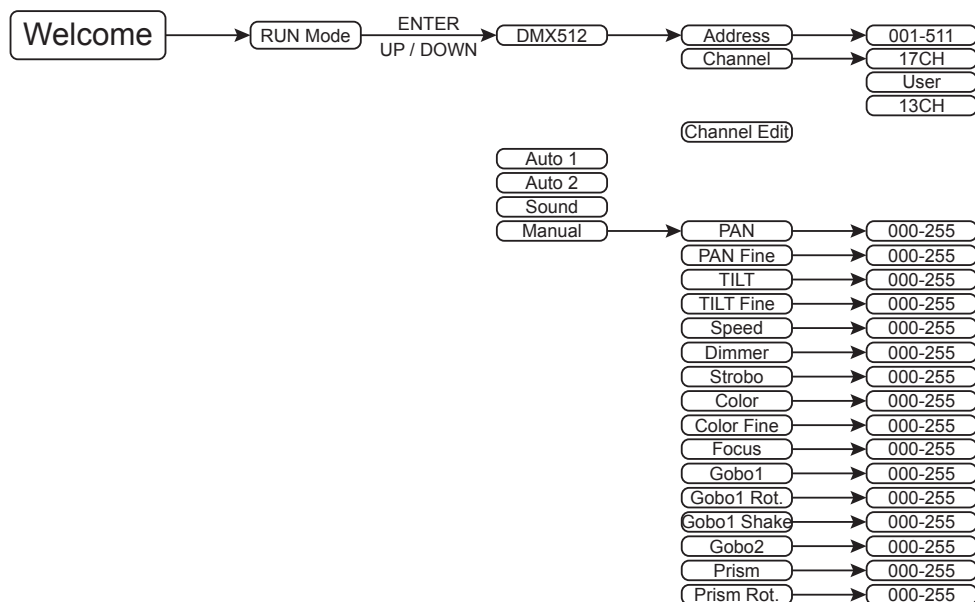 Welcome RUN Mode ENTER DMX512 Address 001-511
UP / DOWN Channel 17CH
User
13CH
Channel Edit
Auto 1
Auto 2
Sound
Manual PAN 000-255
PAN Fine 000-255
TILT 000-255
TILT Fine 000-255
Speed 000-255
Dimmer 000-255
Strobo 000-255
Color 000-255
Color Fine 000-255
Focus 000-255
Gobo1 000-255
Gobo1 Rot. 000-255
Gobo1 Shake 000-255
Gobo2 000-255
Prism 000-255
Prism Rot. 000-255